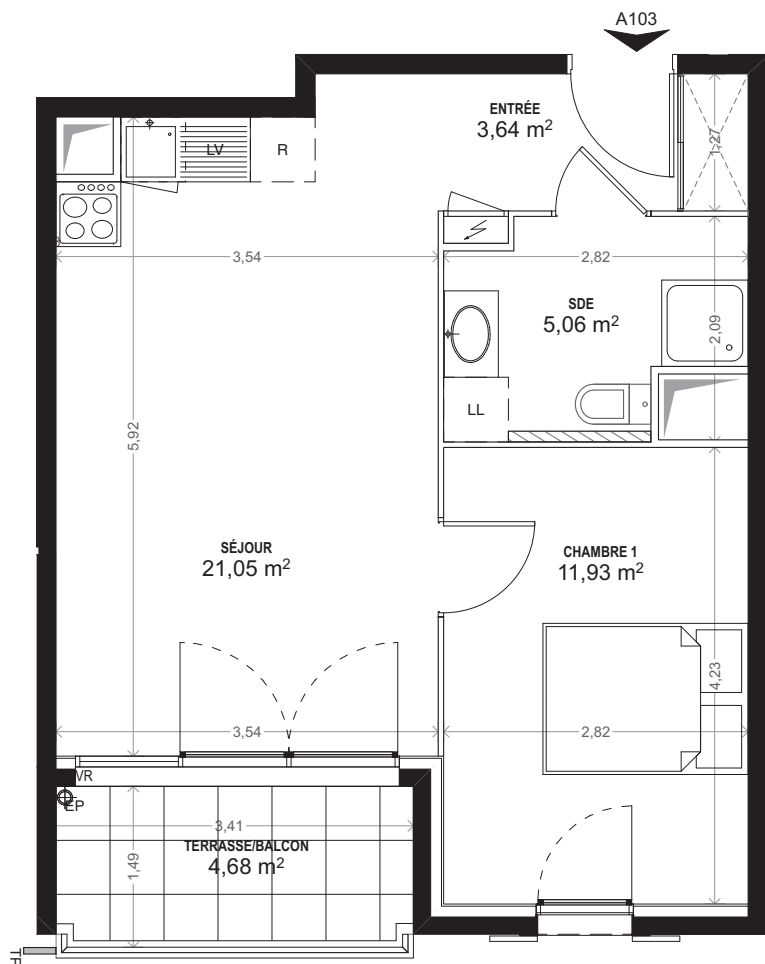 A103
ENTRÉE
3,64 m²
1,27
LV
R
3,54
2,82
SDE
5,06 m²
2,09
LL
5,92
SÉJOUR
21,05 m²
CHAMBRE 1
11,93 m²
4,23
3,54
2,82
VR
EP
3,41
TERRASSE/BALCON
4,68 m²
1,49